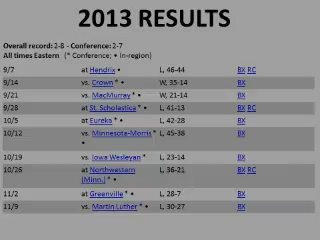 2013 RESULTS
Overall record: 2-8 - Conference: 2-7
All times Eastern (* Conference; • In-region)
9/7 at Hendrix • L, 46-44 BX RC
9/14 vs. Crown * • W, 35-14 BX
9/21 vs. MacMurray * • W, 21-14 BX
9/28 at St. Scholastica * • L, 41-13 BX RC
10/5 at Eureka * • L, 42-28 BX
10/12 vs. Minnesota-Morris * L, 45-38 BX
•
10/19 vs. Iowa Wesleyan * L, 23-14 BX
10/26 at Northwestern L, 36-21 BX RC
(Minn.) * •
11/2 at Greenville * • L, 28-7 BX
11/9 vs. Martin Luther * • L, 30-27 BX